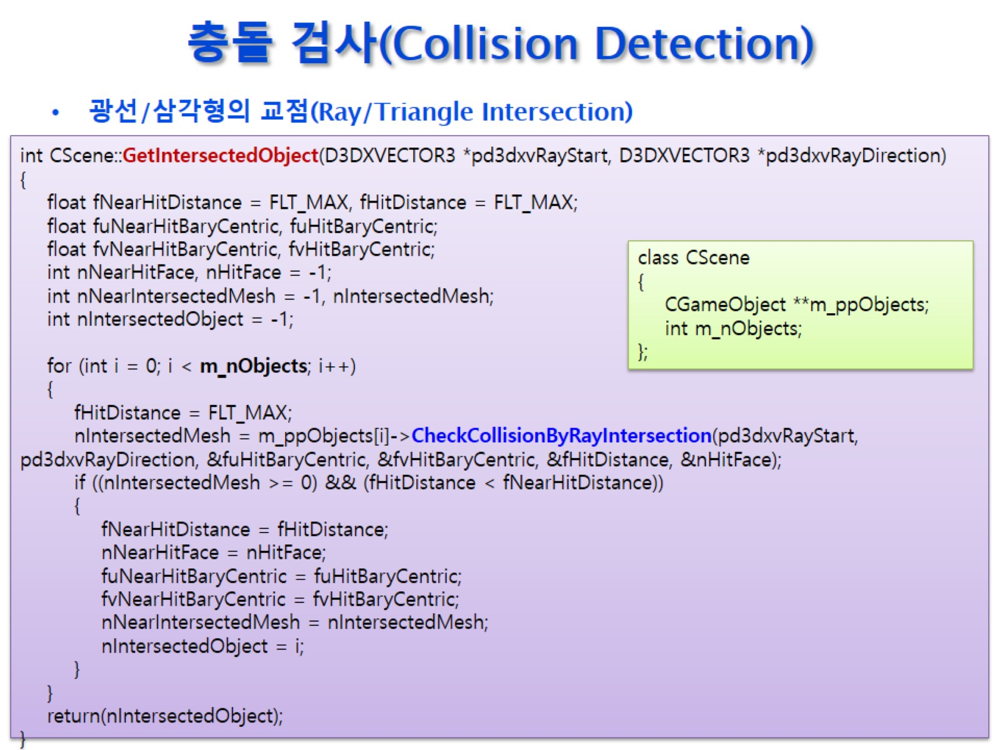 충돌 검사(Collision Detection)
• 광선/삼각형의 교점(Ray/Triangle Intersection)
int CScene::GetIntersectedObject(D3DXVECTOR3 *pd3dxvRayStart, D3DXVECTOR3 *pd3dxvRayDirection)
{
float fNearHitDistance = FLT_MAX, fHitDistance = FLT_MAX;
float fuNearHitBaryCentric, fuHitBaryCentric;
float fvNearHitBaryCentric, fvHitBaryCentric;
int nNearHitFace, nHitFace = -1;
int nNearIntersectedMesh = -1, nIntersectedMesh;
int nIntersectedObject = -1;
for (int i = 0; i < m_nObjects; i++)
{
fHitDistance = FLT_MAX;
nIntersectedMesh = m_ppObjects[i]->CheckCollisionByRayIntersection(pd3dxvRayStart,
pd3dxvRayDirection, &fuHitBaryCentric, &fvHitBaryCentric, &fHitDistance, &nHitFace);
if ((nIntersectedMesh >= 0) && (fHitDistance < fNearHitDistance))
{
fNearHitDistance = fHitDistance;
nNearHitFace = nHitFace;
fuNearHitBaryCentric = fuHitBaryCentric;
fvNearHitBaryCentric = fvHitBaryCentric;
nNearIntersectedMesh = nIntersectedMesh;
nIntersectedObject = i;
}
}
return(nIntersectedObject);
}
class CScene
{
CGameObject **m_ppObjects;
int m_nObjects;
};